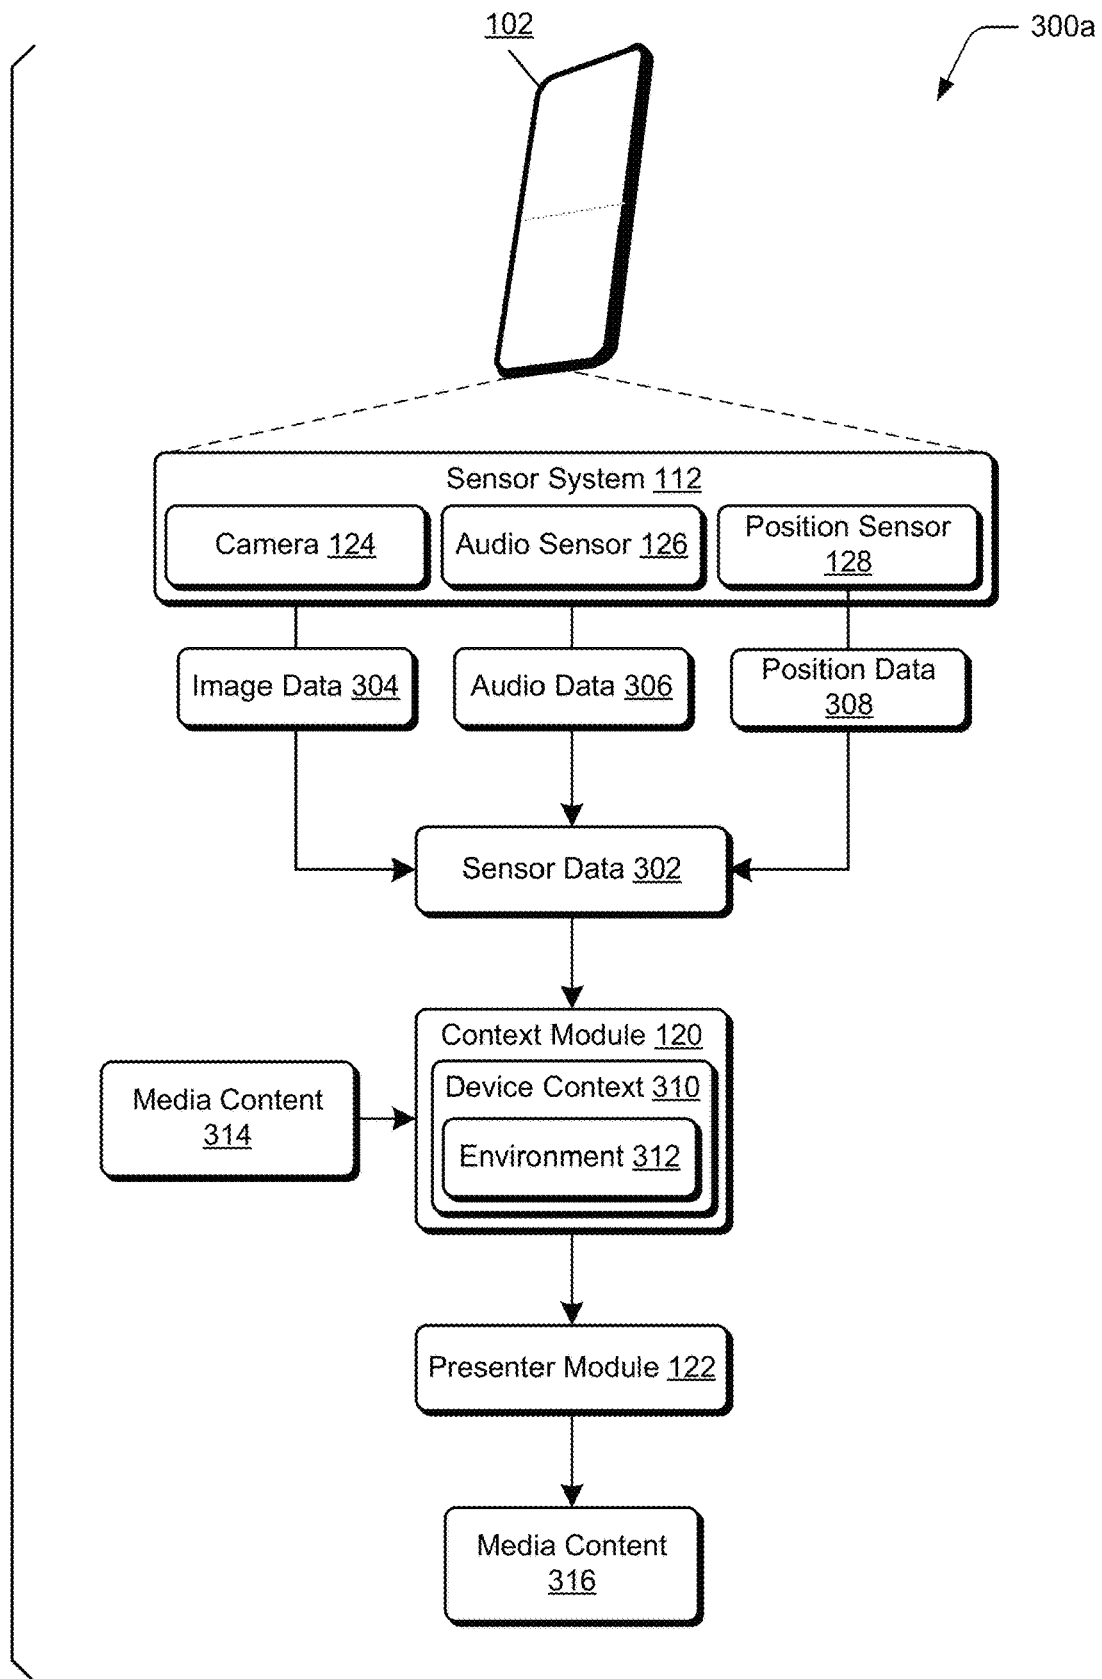 102
300a
Sensor System 112
Camera 124
Audio Sensor 126
Position Sensor
128
Image Data 304
Audio Data 306
Position Data
308
Sensor Data 302
Context Module 120
Device Context 310
Environment 312
Media Content
314
Presenter Module 122
Media Content
316